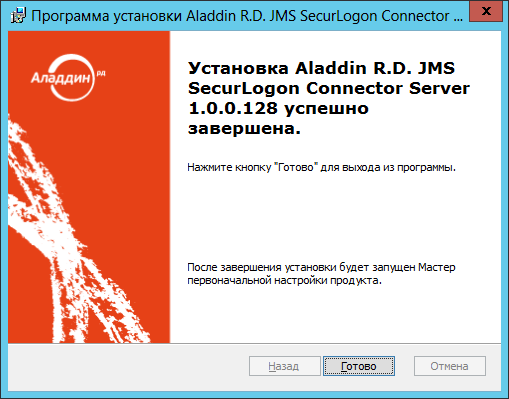 Программа установки Aladdin R.D. JMS SecurLogon Connector ...
Аладдин РД
Установка Aladdin R.D. JMS
SecurLogon Connector Server
1.0.0.128 успешно
завершена.
Нажмите кнопку "Готово" для выхода из программы.
После завершения установки будет запущен Мастер
первоначальной настройки продукта.
Назад
Готово
Отмена